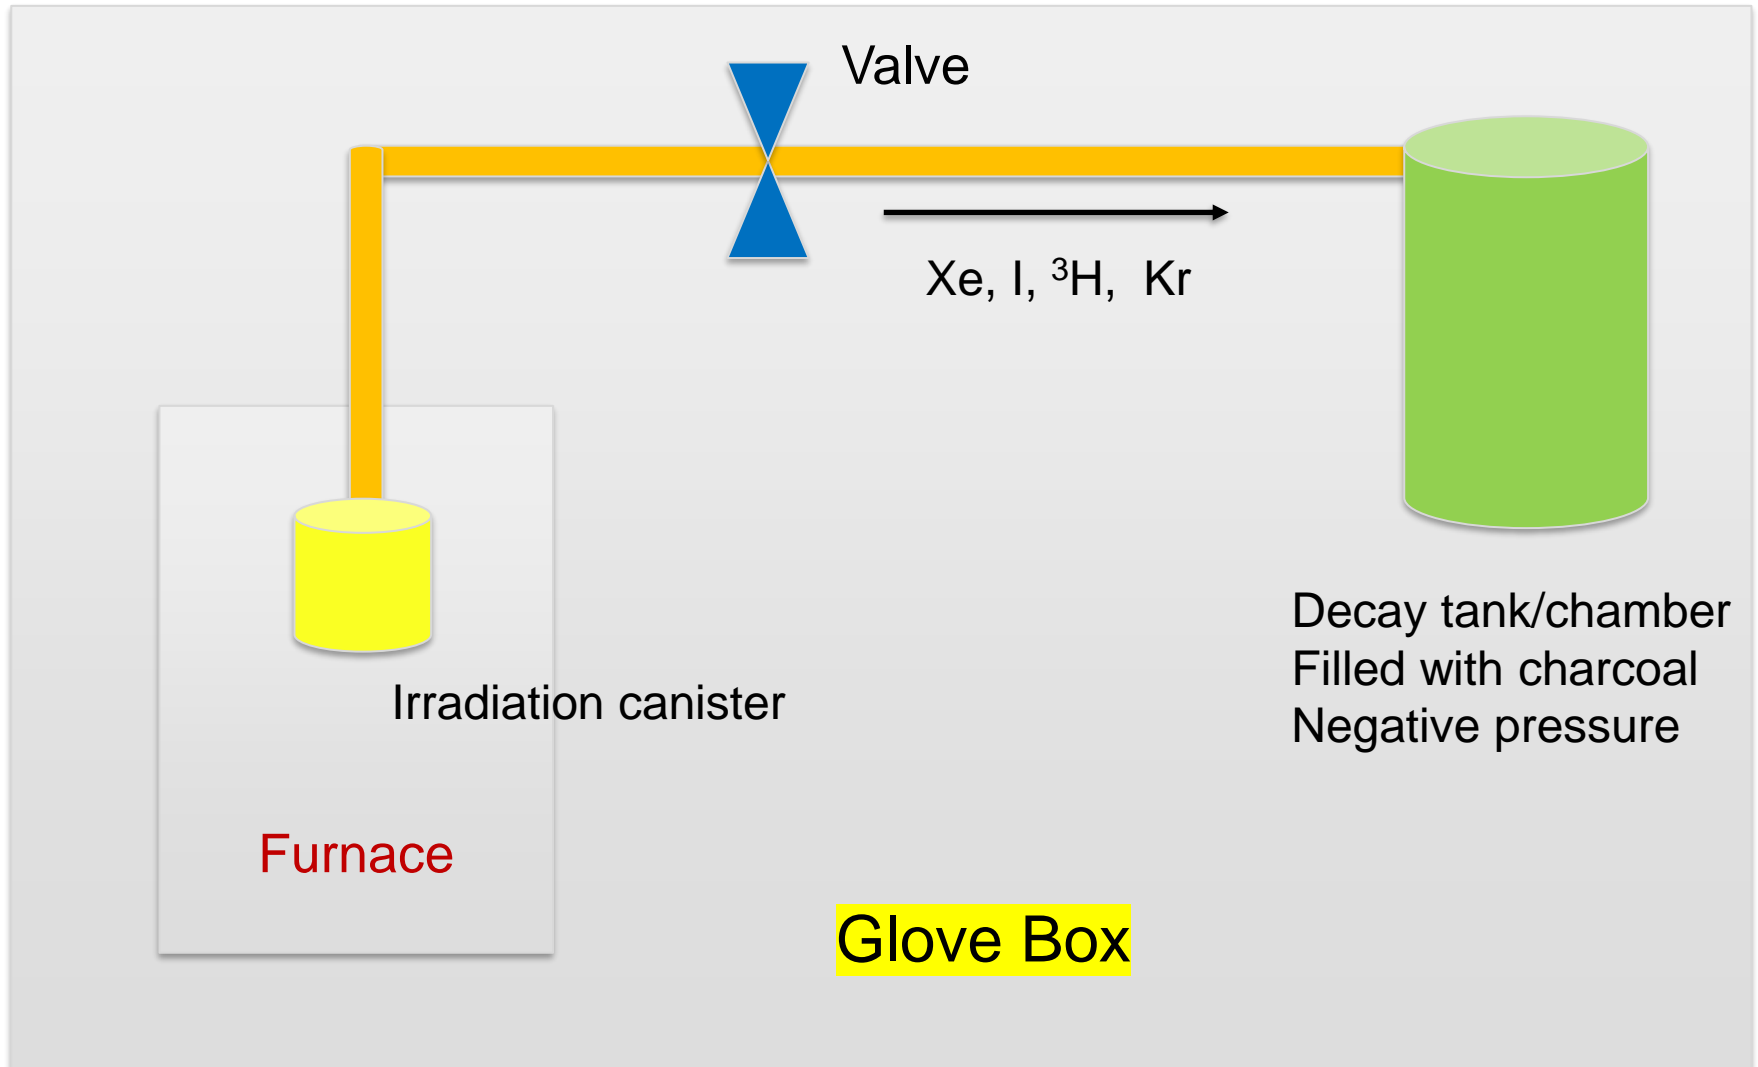 Valve
Xe, I, ³H, Kr
Decay tank/chamber
Filled with charcoal
Negative pressure
Irradiation canister
Furnace
Glove Box